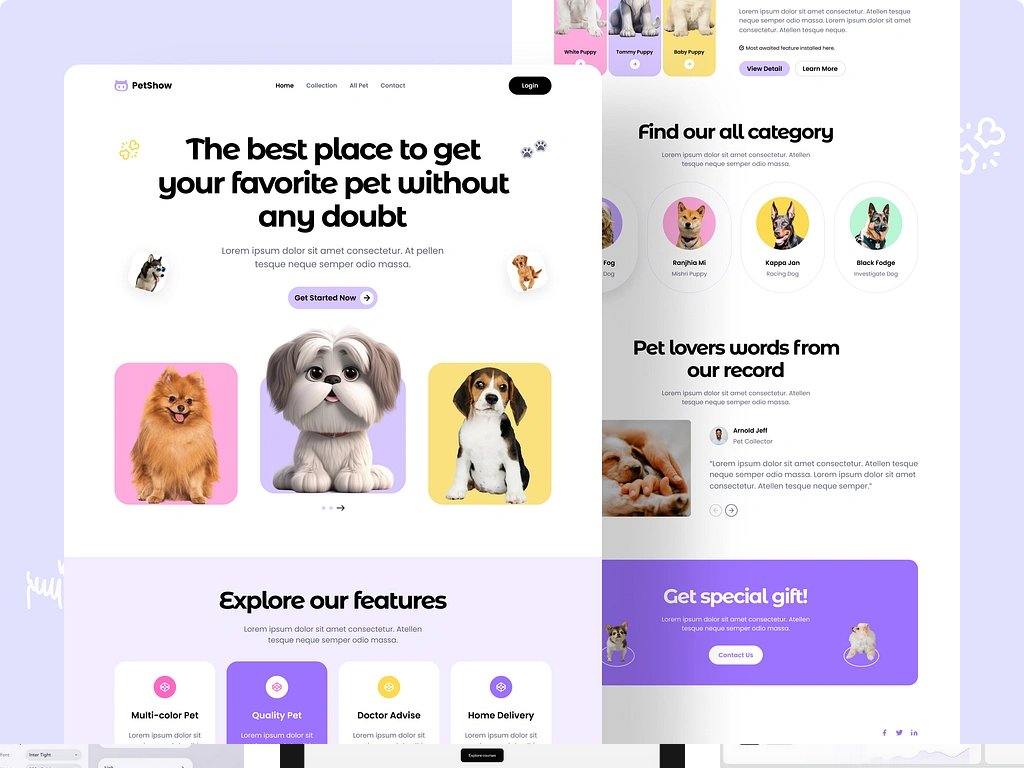 PetShow
Home
Collection
All Pet
Contact
Login
The best place to get
your favorite pet without
any doubt
Lorem ipsum dolor sit amet consectetur. At pellen
tesque neque semper odio massa.
Get Started Now
Explore our features
Lorem ipsum dolor sit amet consectetur. Atellen
tesque neque semper odio massa.
Multi-color Pet
Lorem ipsum dolor sit
Quality Pet
Lorem ipsum dolor sit
Doctor Advise
Lorem ipsum dolor sit
Home Delivery
Lorem ipsum dolor sit
White Puppy
Tommy Puppy
Baby Puppy
Lorem ipsum dolor sit amet consectetur. Atellen
tesque neque semper odio massa. Lorem ipsum dolor sit
consectetur. Atellen tesque neque.
Most awaited feature installed here.
View Detail
Learn More
Find our all category
Lorem ipsum dolor sit amet consectetur. Atellen
tesque neque semper odio massa.
Fog
Dog
Ranjhia Mi
Mishri Puppy
Kappa Jan
Racing Dog
Black Fodge
Investigate Dog
Pet lovers words from
our record
Lorem ipsum dolor sit amet consectetur. Atellen
tesque neque semper odio massa.
Arnold Jeff
Pet Collector
“Lorem ipsum dolor sit amet consectetur. Atellen tesque
neque semper odio massa. Lorem ipsum dolor sit amet
consectetur. Atellen tesque neque semper.”
Get special gift!
Lorem ipsum dolor sit amet consectetur. Atellen
tesque neque semper odio massa.
Contact Us
Font
Inter Tight
Explore courses